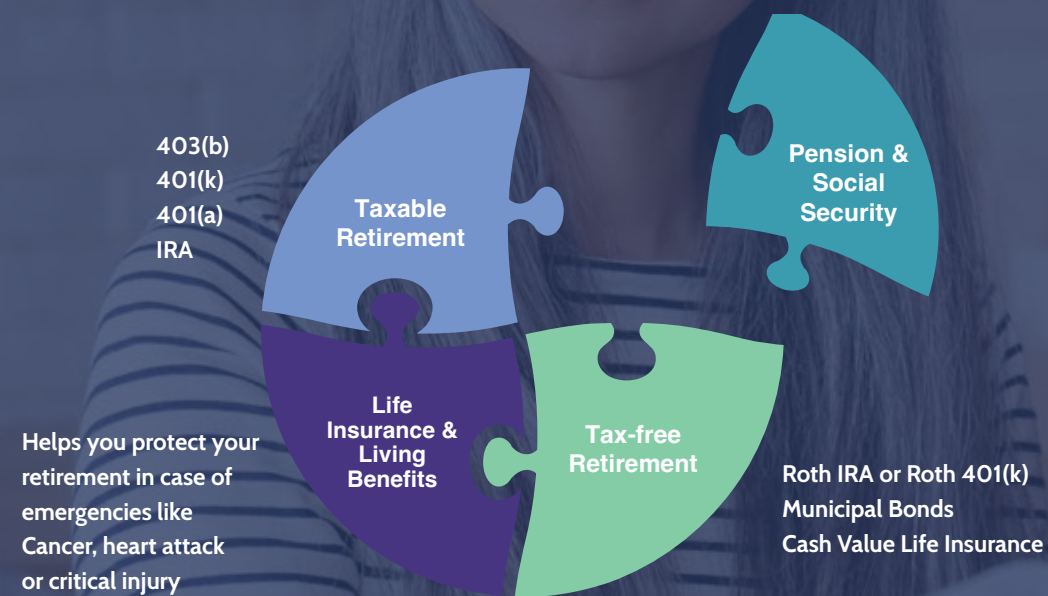 403(b)
401(k)
401(a)
IRA
Taxable
Retirement
Pension &
Social
Security
Life
Insurance &
Living
Benefits
Tax-free
Retirement
Helps you protect your
retirement in case of
emergencies like
Cancer, heart attack
or critical injury
Roth IRA or Roth 401(k)
Municipal Bonds
Cash Value Life Insurance